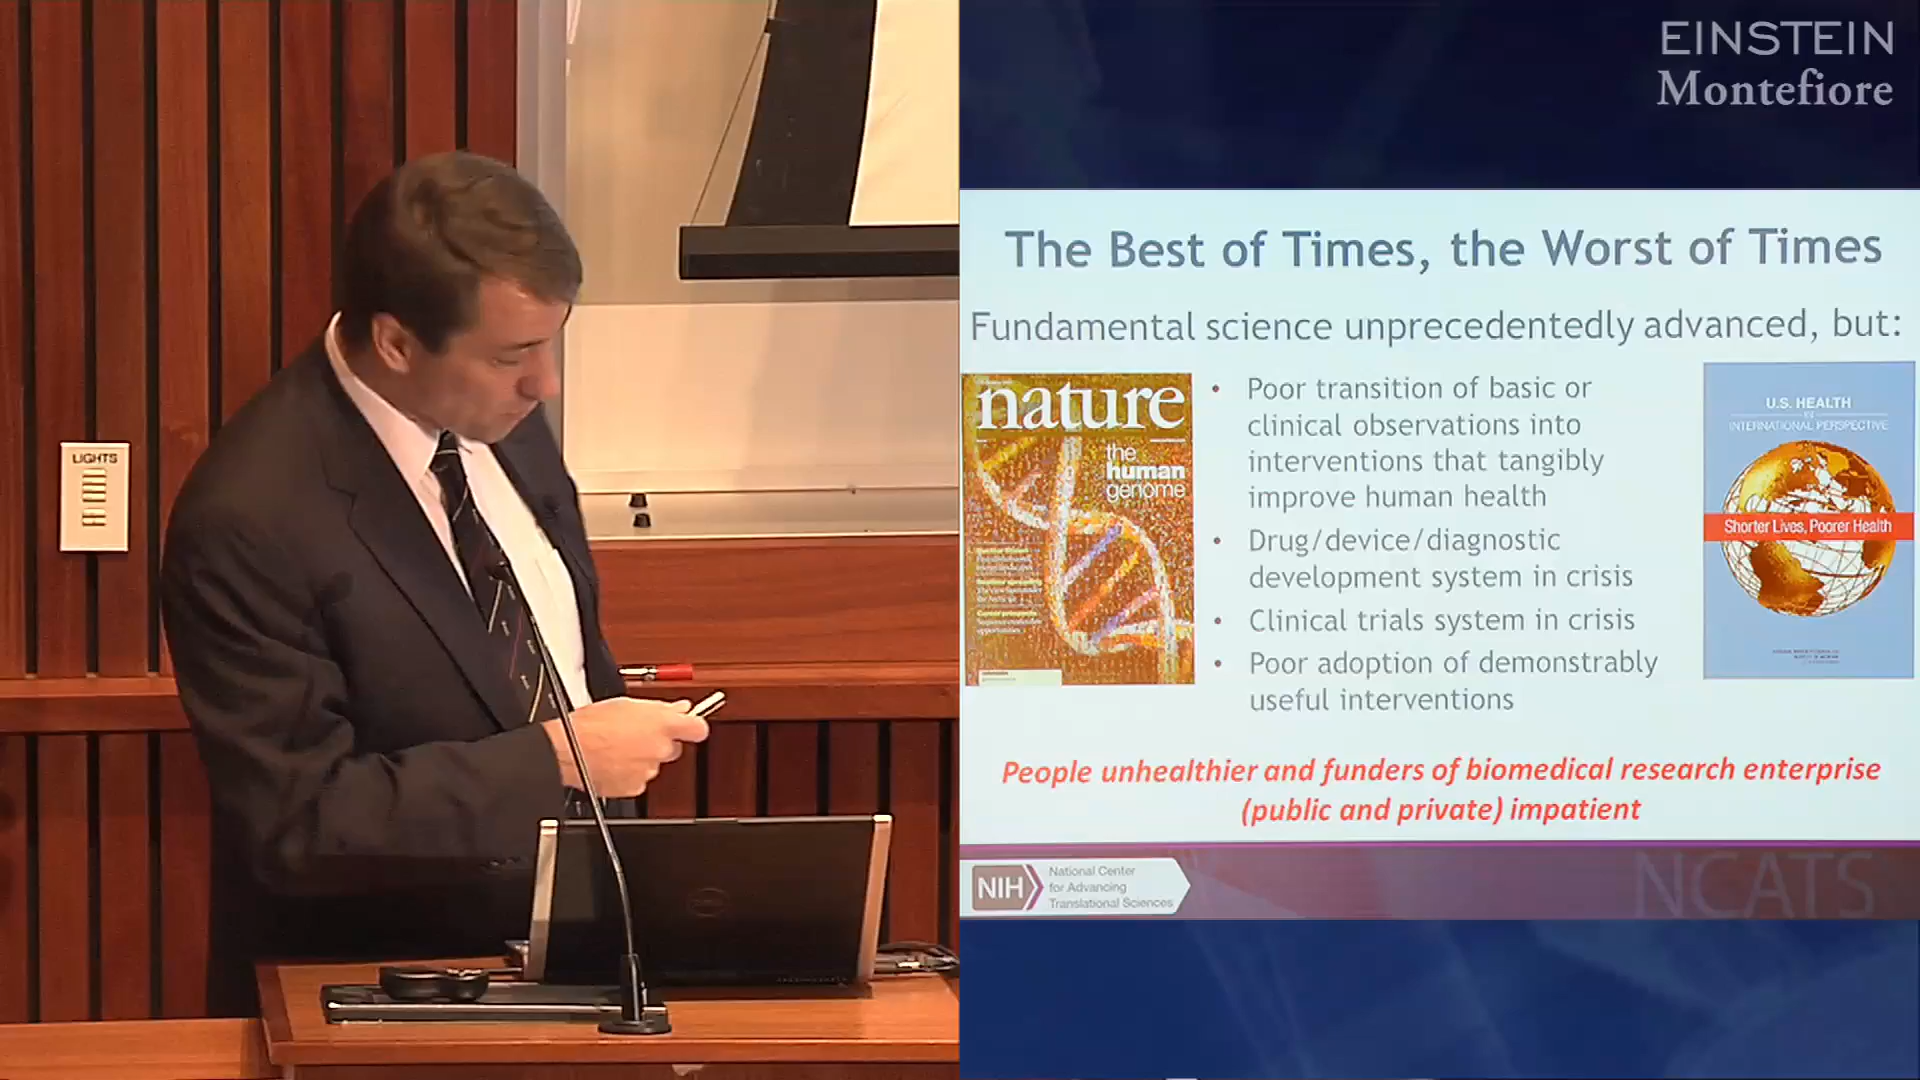 LIGHTS
EINSTEIN
Montefiore
The Best of Times, the Worst of Times
Fundamental science unprecedentedly advanced, but:
nature
the
human
genome
• Poor transition of basic or
clinical observations into
interventions that tangibly
improve human health
• Drug/device/diagnostic
development system in crisis
• Clinical trials system in crisis
• Poor adoption of demonstrably
useful interventions
U.S. HEALTH
IN
INTERNATIONAL PERSPECTIVE
Shorter Lives, Poorer Health
People unhealthier and funders of biomedical research enterprise
(public and private) impatient
NIH
National Center
for Advancing
Translational Sciences
NCATS